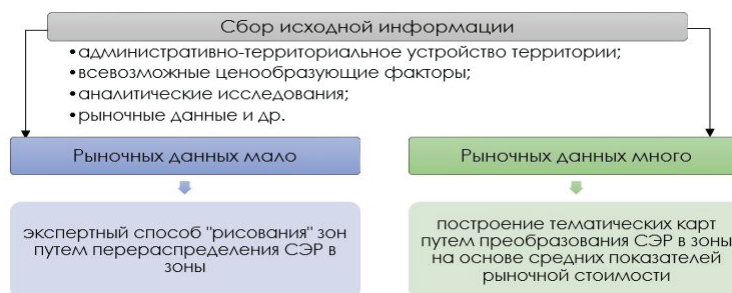 Сбор исходной информации
•административно-территориальное устройство территории;
•всевозможные ценообразующие факторы;
•аналитические исследования;
•рыночные данные и др.
Рыночных данных мало
Рыночных данных много
экспертный способ "рисования" зон
путем перераспределения СЭР в
зоны
построение тематических карт
путем преобразования СЭР в зоны
на основе средних показателей
рыночной стоимости